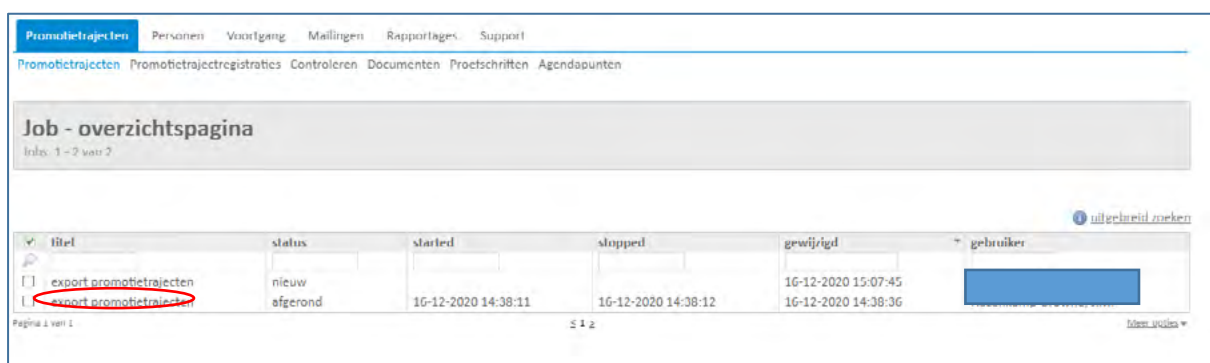 Promotietrajecten Personen Voortgang Mailingen Rapportages Support
Promotietrajecten Promotietrajectregistraties Controleren Documenten Proefschriften Agendapunten
Job - overzichtspagina
Jobs: 1 - 2 van 2
uitgebreid zoeken
titel status started stopped gewijzigd gebruiker
export promotietrajecten nieuw 16-12-2020 15:07:45
export promotietrajecten afgerond 16-12-2020 14:38:11 16-12-2020 14:38:12 16-12-2020 14:38:36
Pagina 1 van 1 ≤ 1 ≥ Meer opties